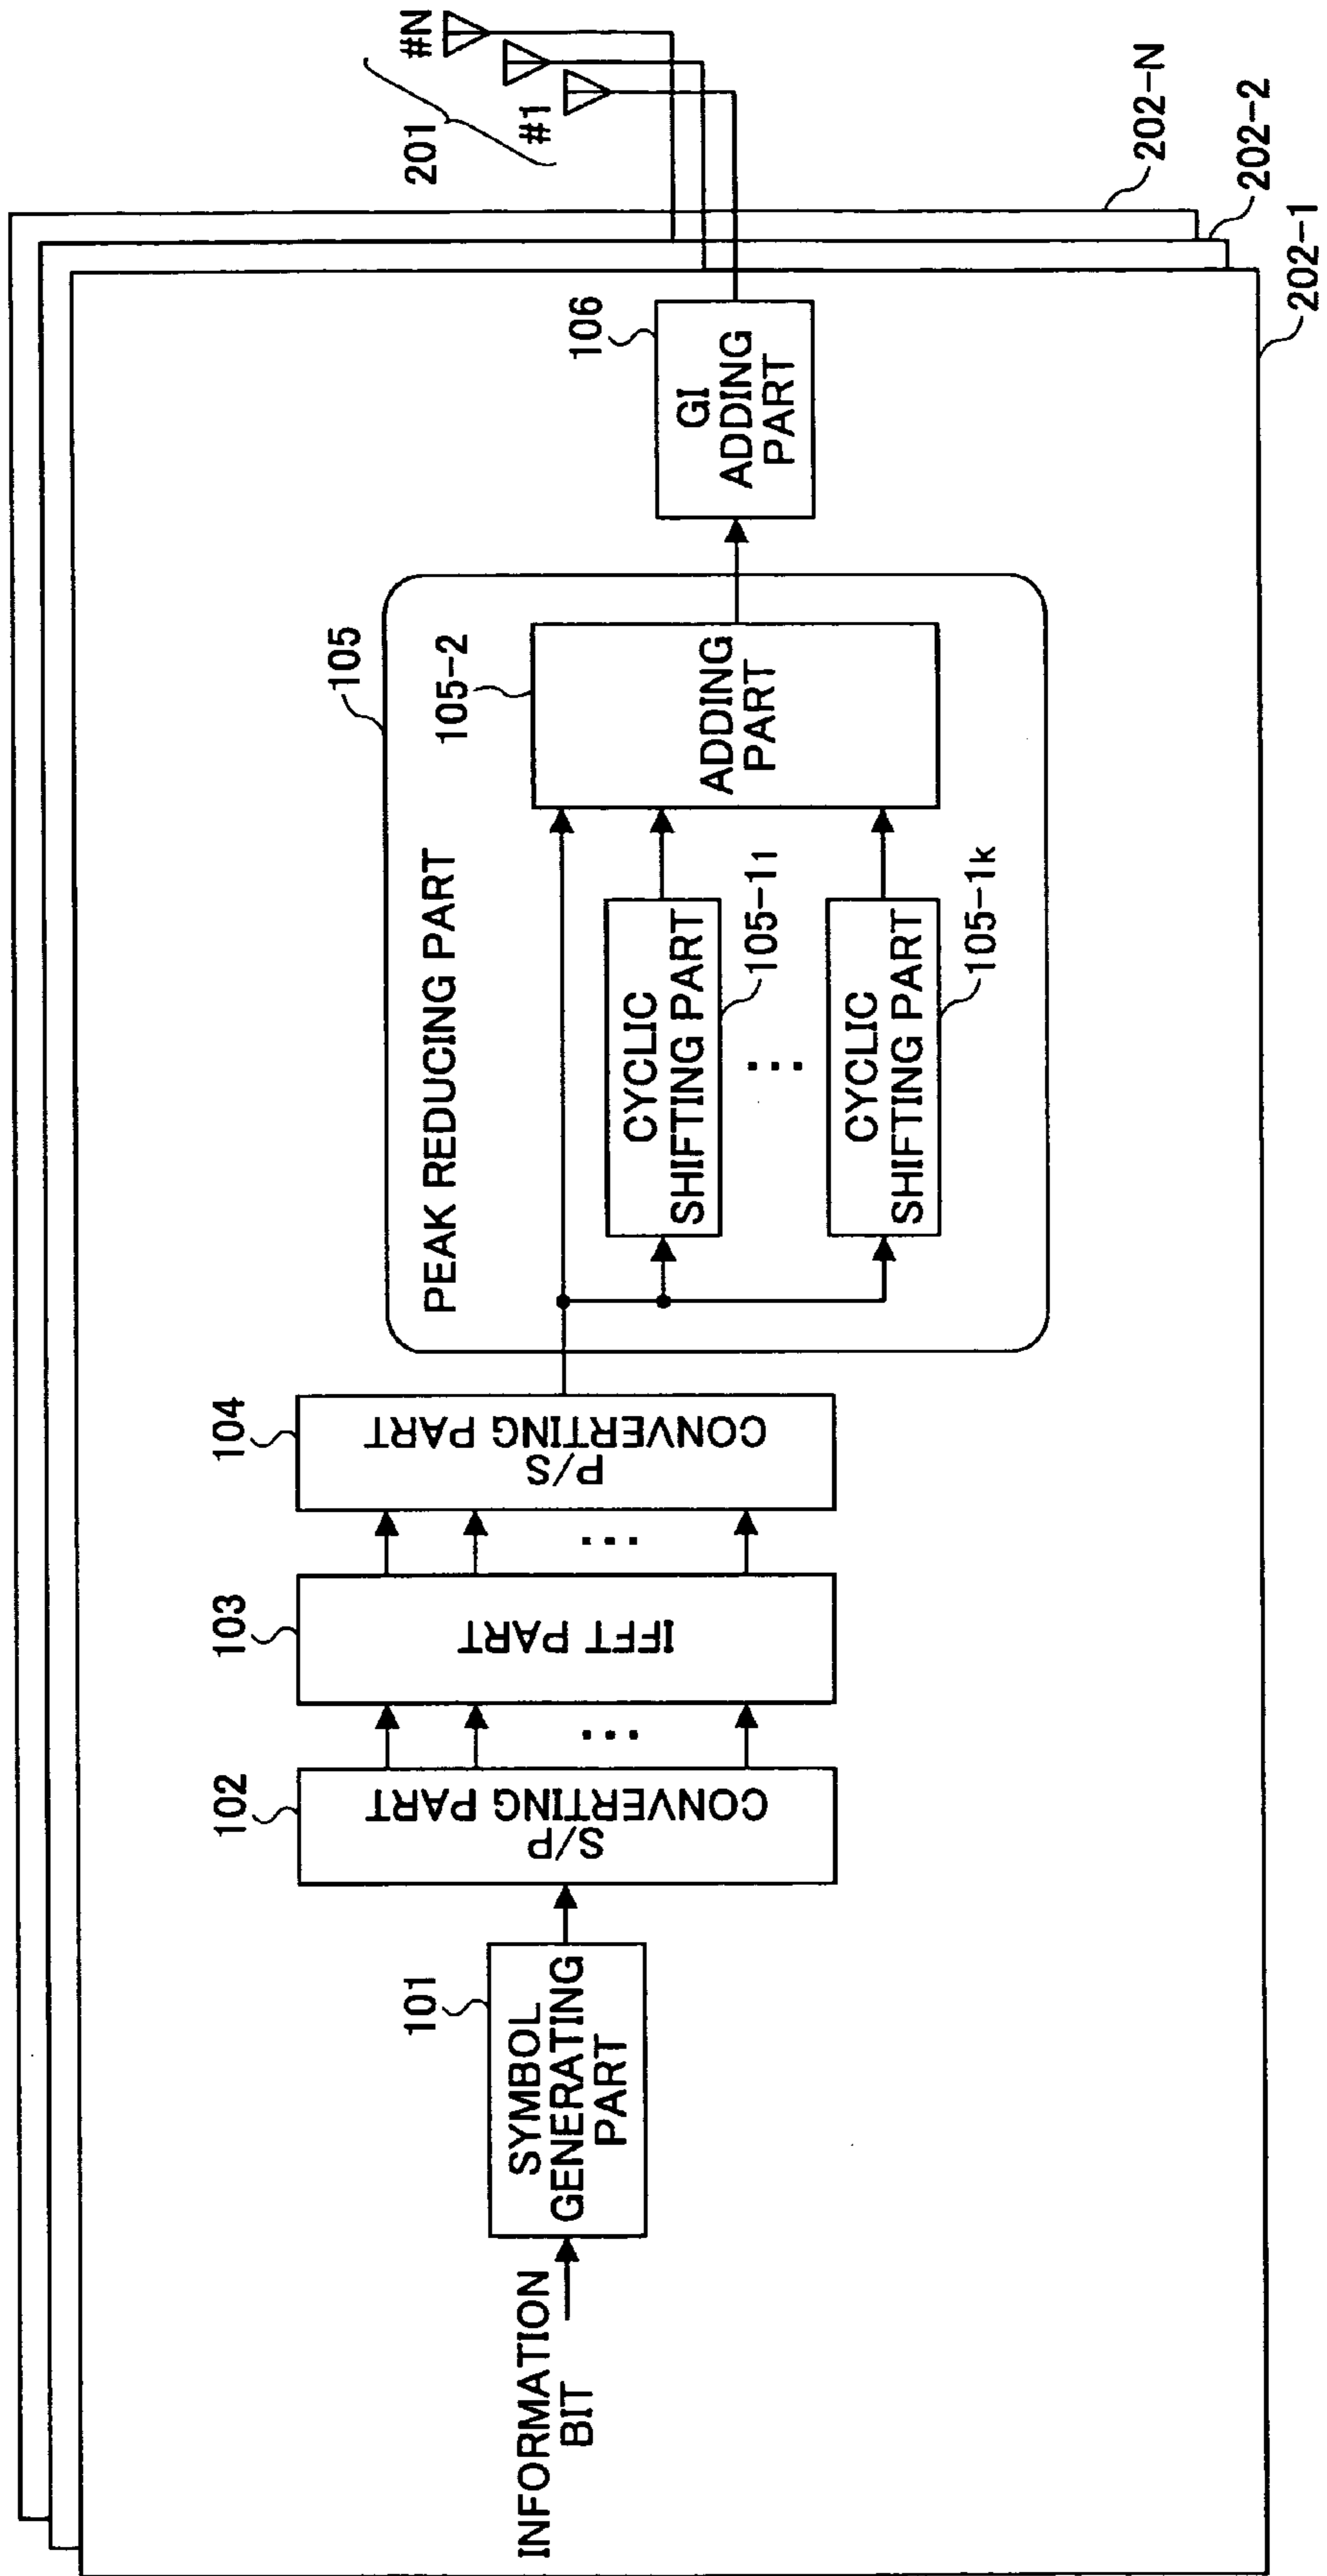 INFORMATION
BIT
101
SYMBOL
GENERATING
PART
102
S/P
CONVERTING PART
...
103
IFFT PART
...
104
P/S
CONVERTING PART
105
PEAK REDUCING PART
CYCLIC
SHIFTING PART
105-11
...
CYCLIC
SHIFTING PART
105-1k
105-2
ADDING
PART
106
GI
ADDING
PART
201
#1
#N
202-N
202-2
202-1